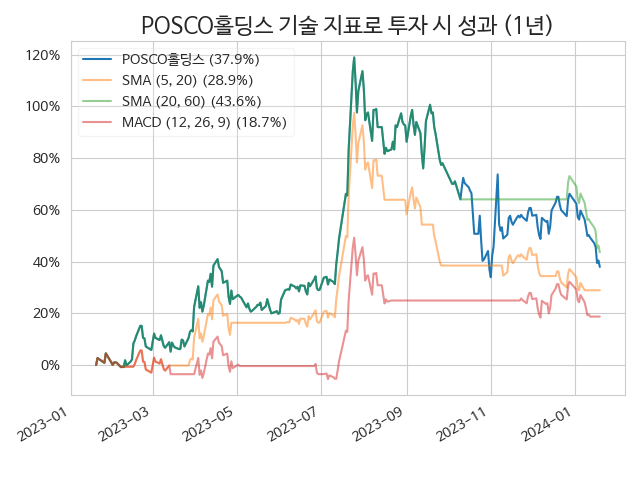 POSCO홀딩스 기술 지표로 투자 시 성과 (1년)
POSCO홀딩스 (37.9%)
SMA (5, 20) (28.9%)
SMA (20, 60) (43.6%)
MACD (12, 26, 9) (18.7%)
120%
100%
80%
60%
40%
20%
0%
2023-01
2023-03
2023-05
2023-07
2023-09
2023-11
2024-01